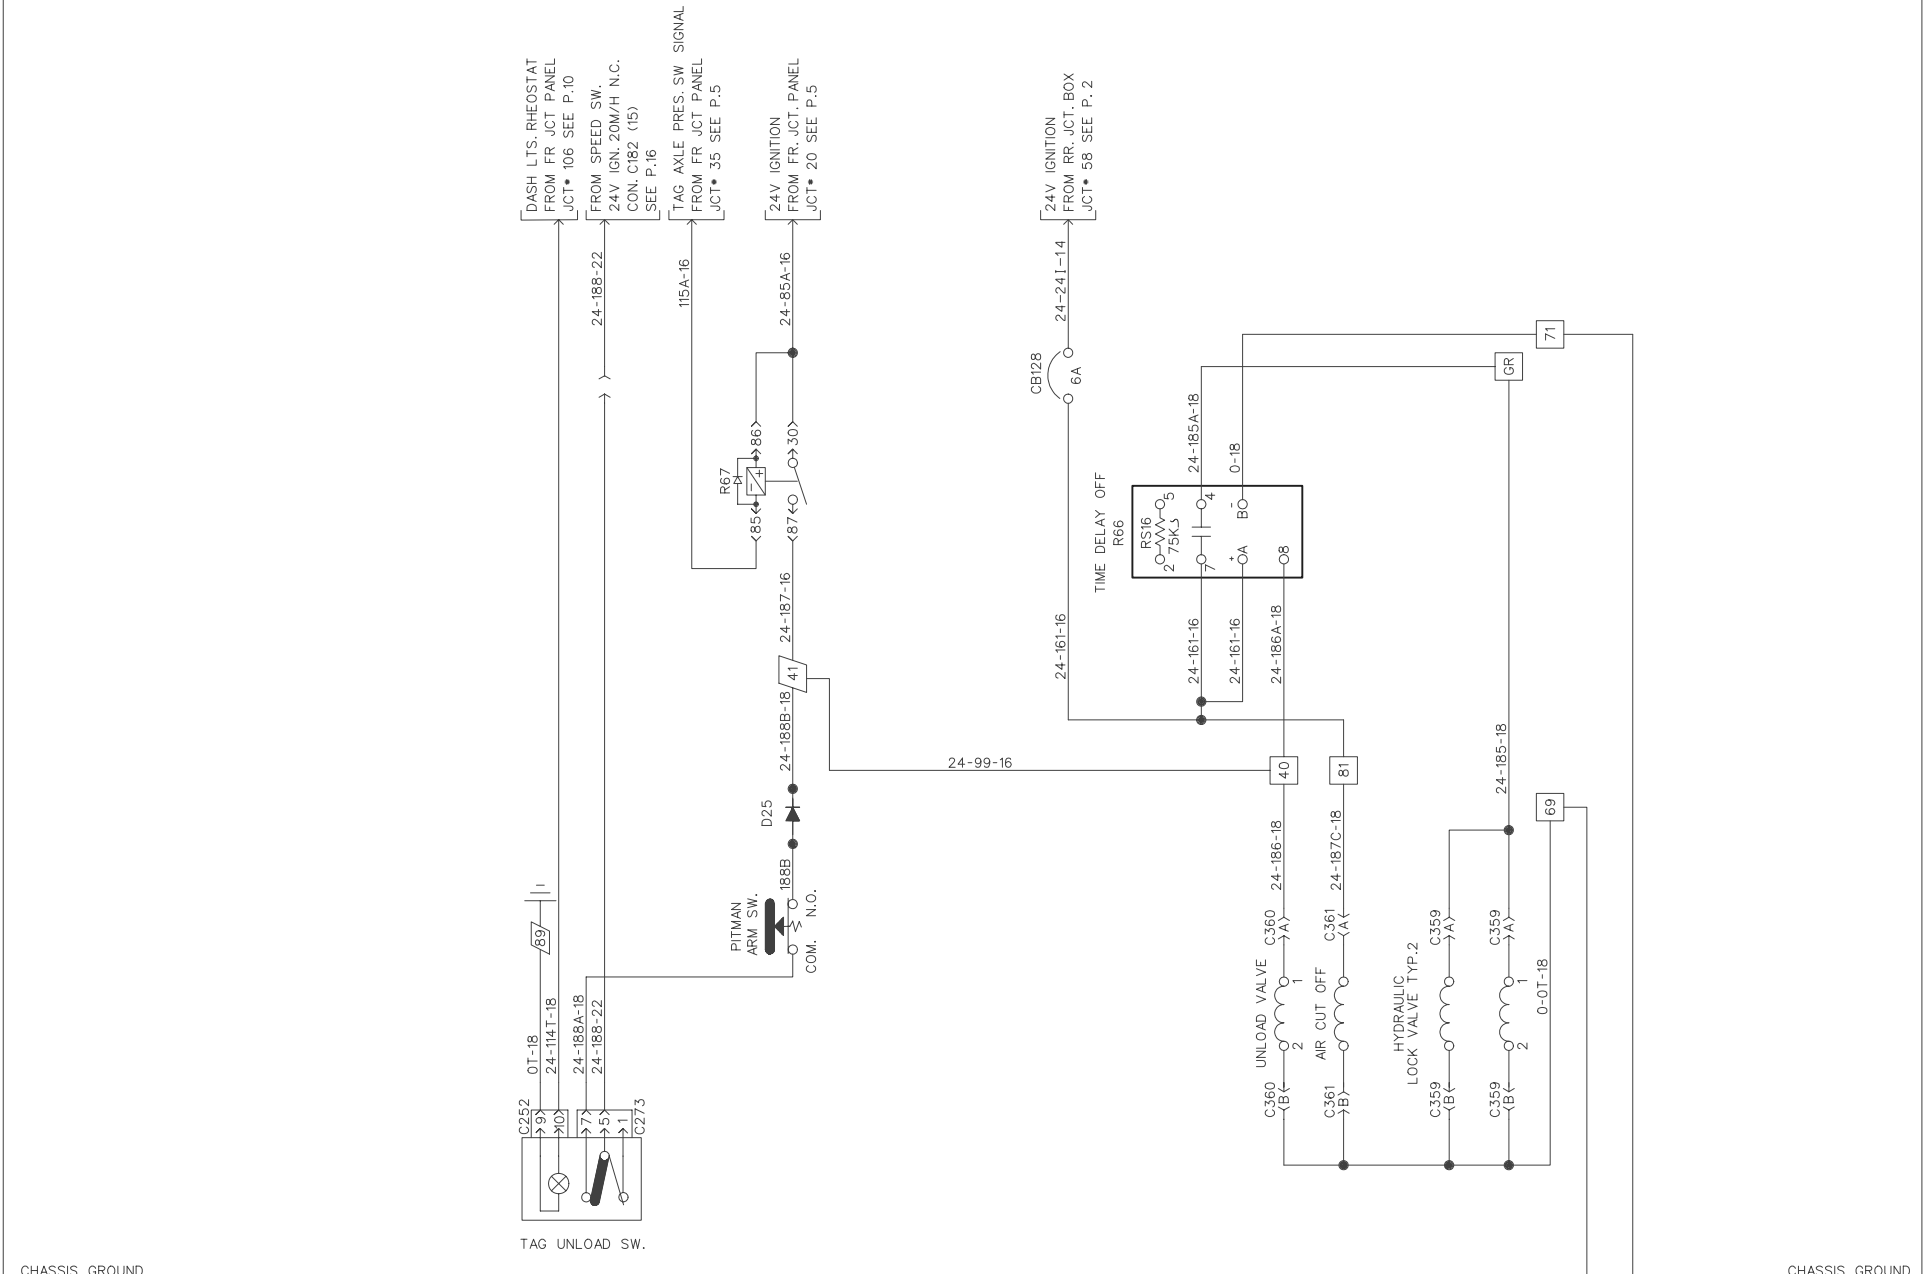 DASH LTS. RHEOSTAT
FROM FR JCT PANEL
JCT* 106 SEE P.10
FROM SPEED SW.
24V IGN. 20M/H N.C.
CON. C182 (15)
SEE P.16
TAG AXLE PRES. SW SIGNAL
FROM FR JCT PANEL
JCT* 35 SEE P.5
24V IGNITION
FROM FR. JCT. PANEL
JCT* 20 SEE P.5
24V IGNITION
FROM RR. JCT. BOX
JCT* 58 SEE P. 2
24-188-22
115A-16
24-85A-16
24-24I-14
CB128
6A
71
GR
R67
86
30
85
87
+
-
24-185A-18
0-18
TIME DELAY OFF
R66
RS16
75K
5
4
-
B
2
7
+
A
8
24-187-16
24-161-16
24-161-16
24-161-16
24-186A-18
41
24-188B-18
24-99-16
40
81
24-185-18
69
D25
188B
24-186-18
24-187C-18
PITMAN
ARM SW.
N.O.
COM.
89
C360
A
C361
A
C359
A
C359
A
UNLOAD VALVE
1
2
AIR CUT OFF
HYDRAULIC
LOCK VALVE TYP.2
1
2
0-0T-18
0T-18
24-114T-18
24-188A-18
24-188-22
C360
B
C361
B
C359
B
C359
B
C252
9
10
7
5
1
C273
TAG UNLOAD SW.
CHASSIS GROUND
CHASSIS GROUND